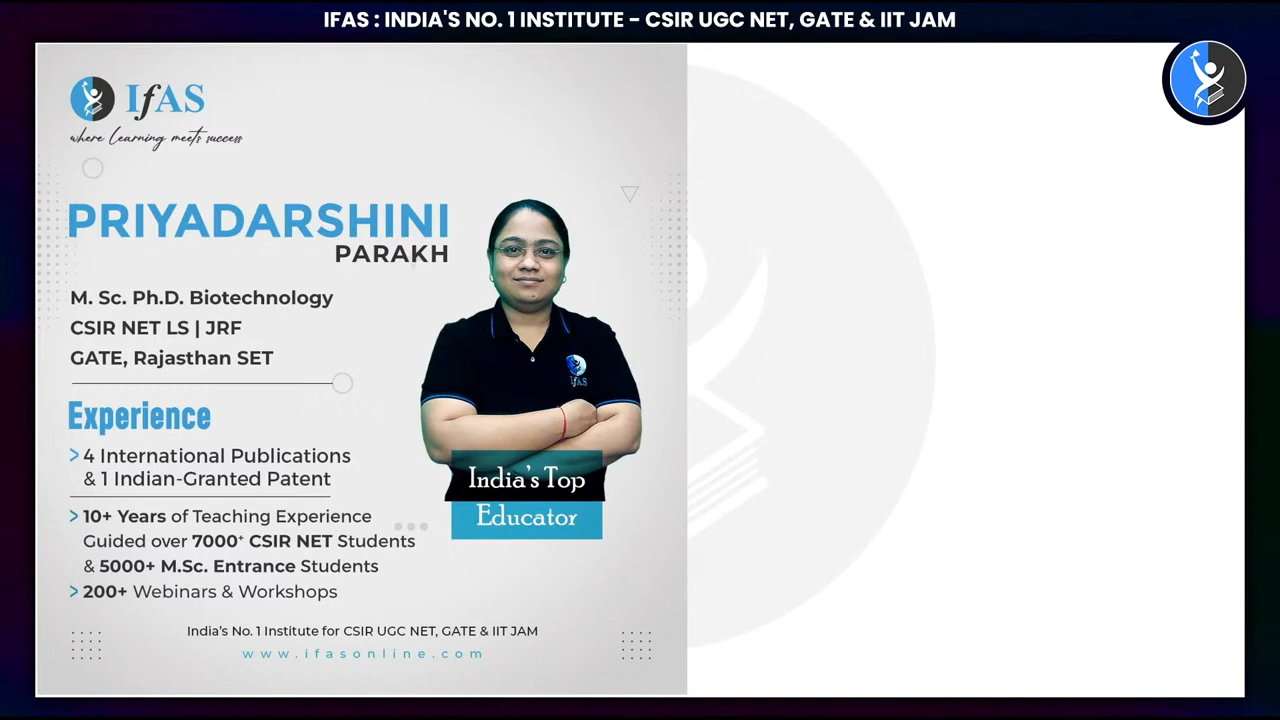 IFAS : INDIA'S NO. 1 INSTITUTE - CSIR UGC NET, GATE & IIT JAM
IfAS
where learning meets success
PRIYADARSHINI
PARAKH
M. Sc. Ph.D. Biotechnology
CSIR NET LS | JRF
GATE, Rajasthan SET
Experience
> 4 International Publications
& 1 Indian-Granted Patent
> 10+ Years of Teaching Experience
Guided over 7000+ CSIR NET Students
& 5000+ M.Sc. Entrance Students
> 200+ Webinars & Workshops
IfAS
India's Top
Educator
India's No. 1 Institute for CSIR UGC NET, GATE & IIT JAM
www.ifasonline.com